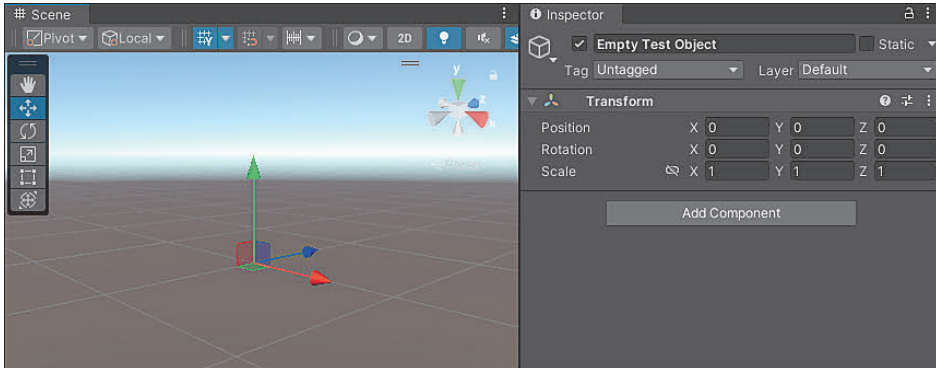 Scene
Pivot
Local
2D
y
z
x
Inspector
Empty Test Object
Static
Tag Untagged
Layer Default
Transform
Position X 0 Y 0 Z 0
Rotation X 0 Y 0 Z 0
Scale X 1 Y 1 Z 1
Add Component